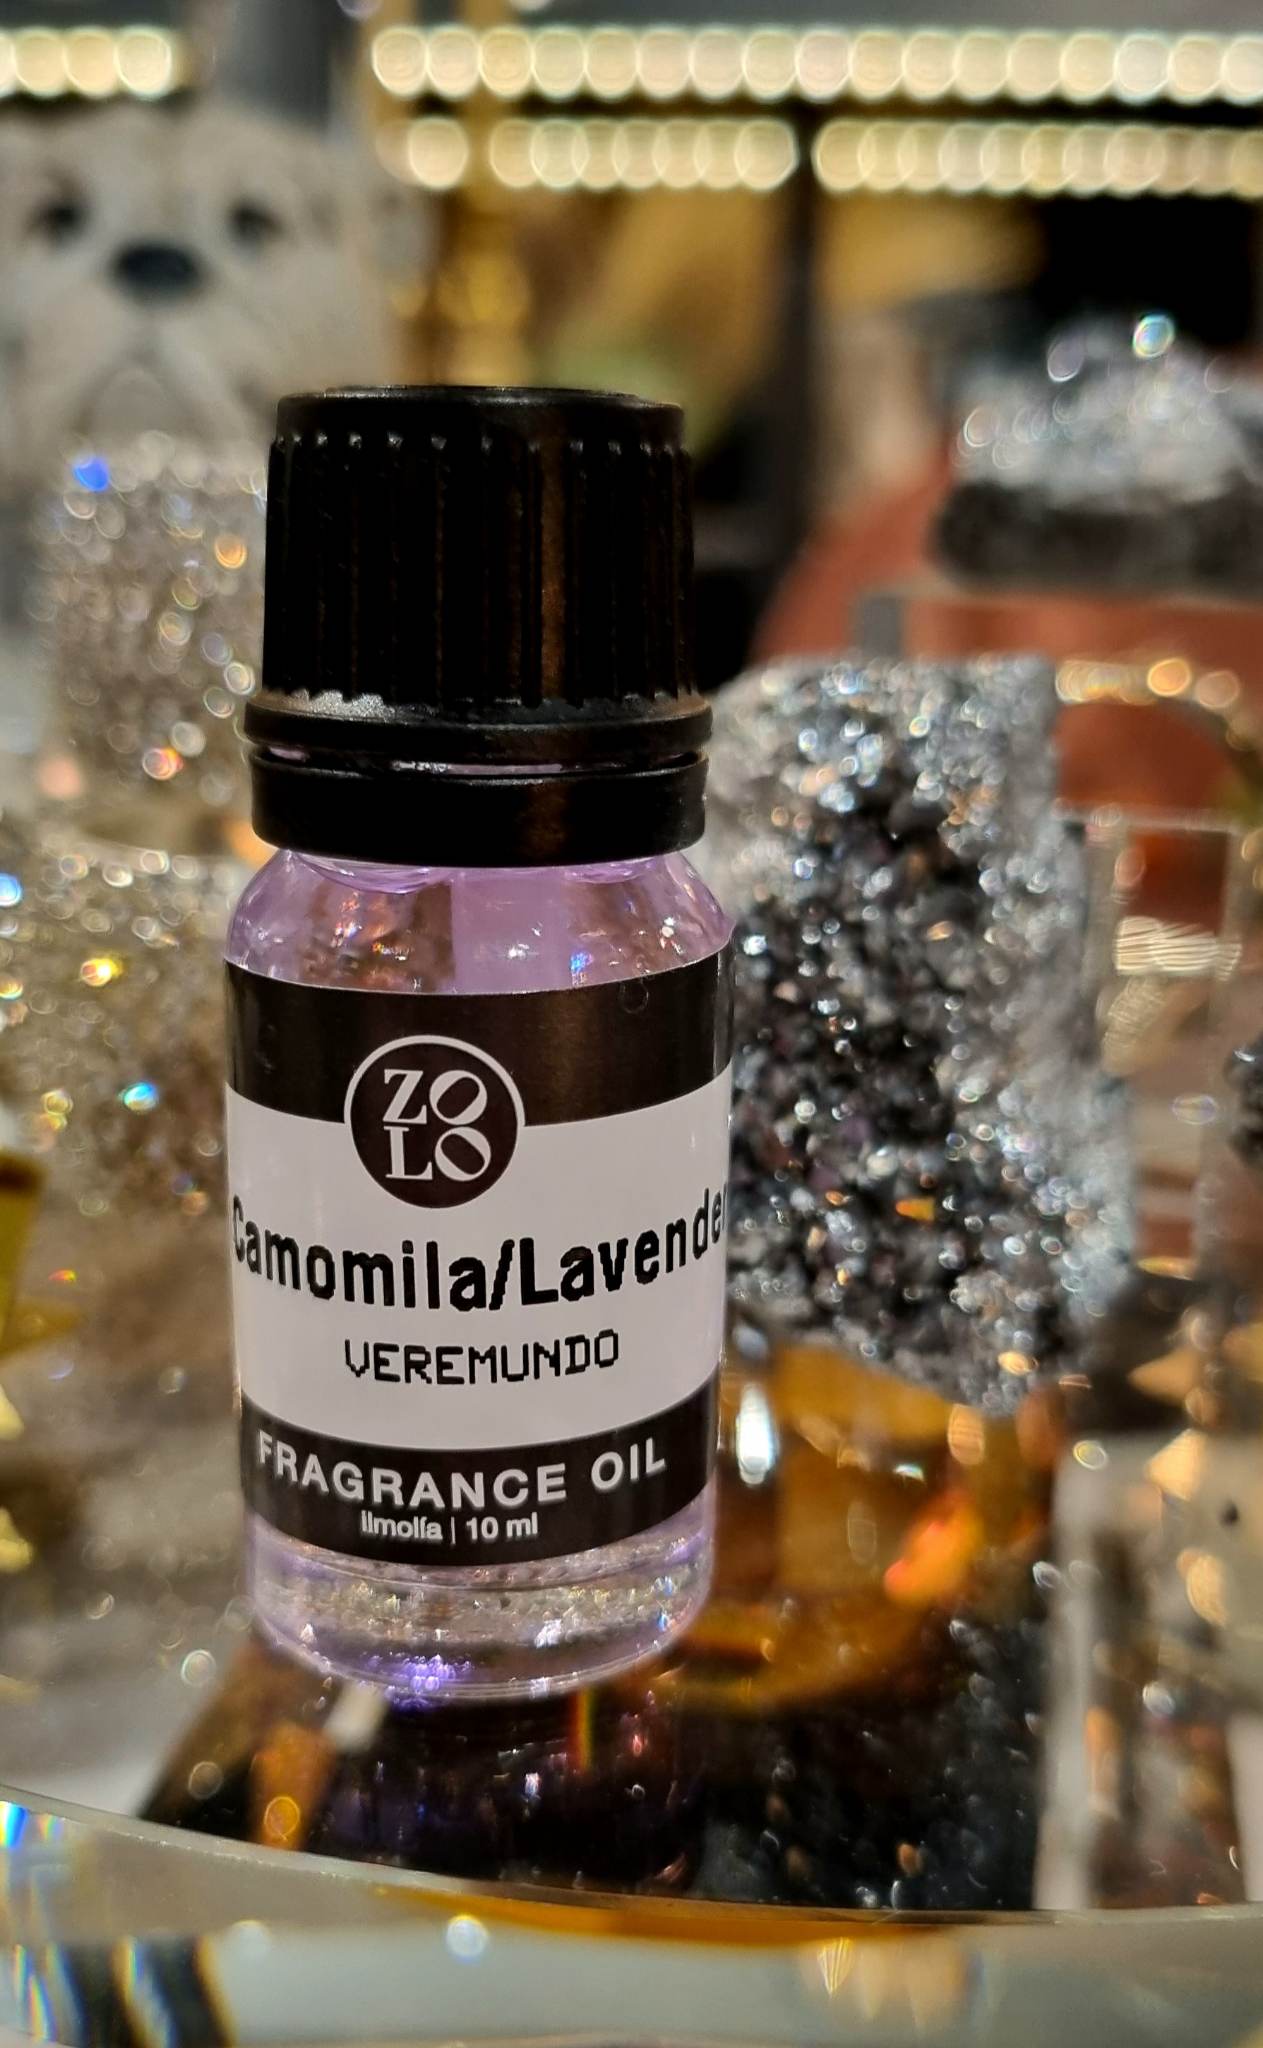 ZO
LO
Camomila/Lavender
VEREMUNDO
FRAGRANCE OIL
ilmolía | 10 ml